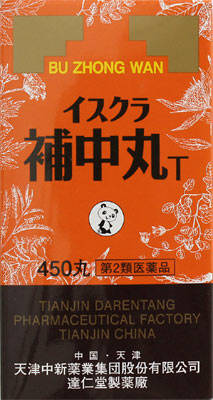 BU ZHONG WAN
イスクラ
補中丸T
450丸 第2類医薬品
TIANJIN DARENTANG
PHARMACEUTICAL FACTORY
TIANJIN CHINA
中国・天津
天津中新薬業集団股份有限公司
達仁堂製薬廠